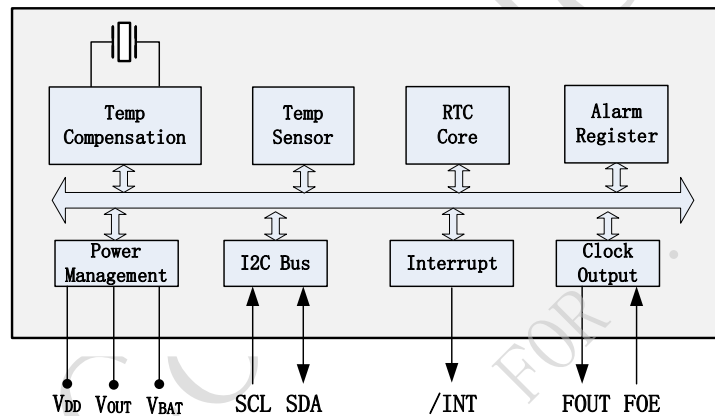 Temp
Compensation
Temp
Sensor
RTC
Core
Alarm
Register
Power
Management
I2C Bus
Interrupt
Clock
Output
VDD VOUT VBAT SCL SDA /INT FOUT FOE
FOR